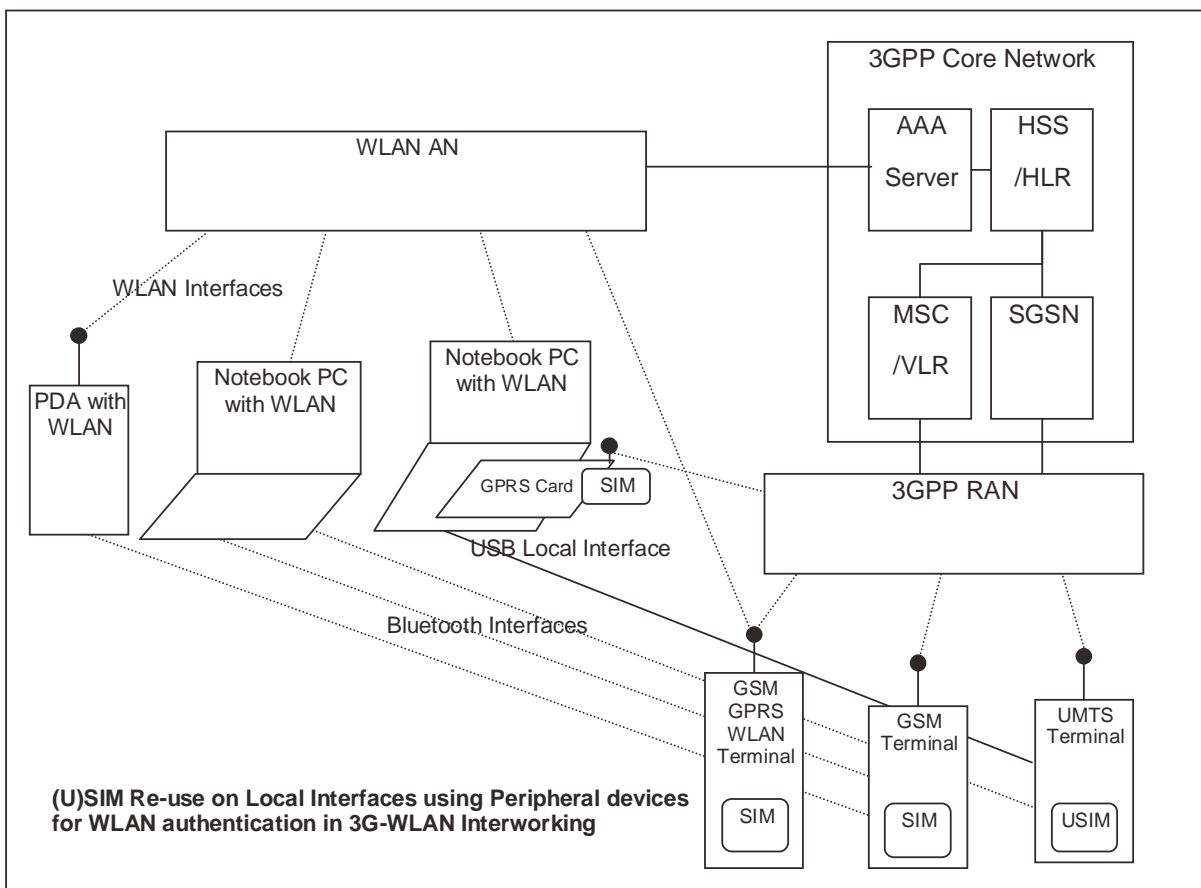 3GPP Core Network
AAA
Server
HSS
/HLR
WLAN AN
WLAN Interfaces
MSC
/VLR
SGSN
PDA with
WLAN
Notebook PC
with WLAN
Notebook PC
with WLAN
GPRS Card
SIM
3GPP RAN
USB Local Interface
Bluetooth Interfaces
GSM
GPRS
WLAN
Terminal
SIM
GSM
Terminal
SIM
UMTS
Terminal
USIM
(U)SIM Re-use on Local Interfaces using Peripheral devices
for WLAN authentication in 3G-WLAN Interworking